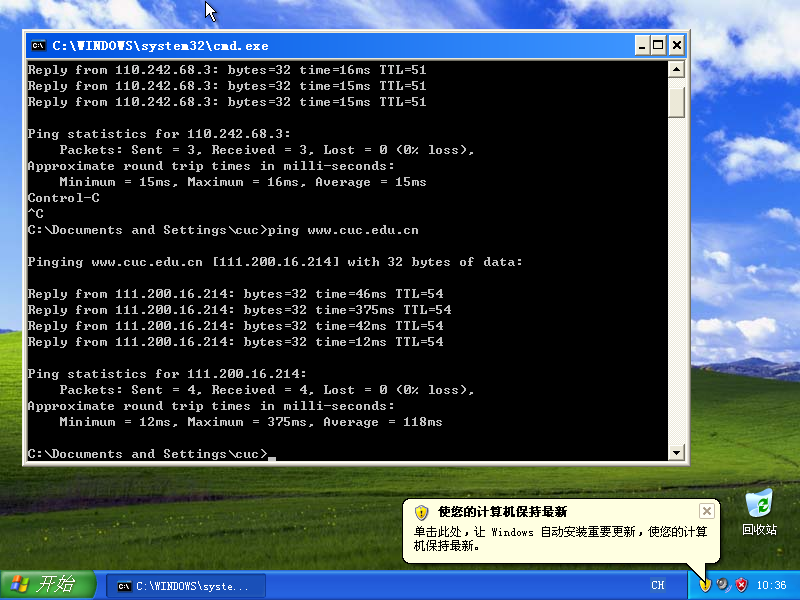 C:\WINDOWS\system32\cmd.exe
Reply from 110.242.68.3: bytes=32 time=16ms TTL=51
Reply from 110.242.68.3: bytes=32 time=15ms TTL=51
Reply from 110.242.68.3: bytes=32 time=15ms TTL=51
Ping statistics for 110.242.68.3:
Packets: Sent = 3, Received = 3, Lost = 0 (0% loss),
Approximate round trip times in milli-seconds:
Minimum = 15ms, Maximum = 16ms, Average = 15ms
Control-C
^C
C:\Documents and Settings\cuc>ping www.cuc.edu.cn
Pinging www.cuc.edu.cn [111.200.16.214] with 32 bytes of data:
Reply from 111.200.16.214: bytes=32 time=46ms TTL=54
Reply from 111.200.16.214: bytes=32 time=375ms TTL=54
Reply from 111.200.16.214: bytes=32 time=42ms TTL=54
Reply from 111.200.16.214: bytes=32 time=12ms TTL=54
Ping statistics for 111.200.16.214:
Packets: Sent = 4, Received = 4, Lost = 0 (0% loss),
Approximate round trip times in milli-seconds:
Minimum = 12ms, Maximum = 375ms, Average = 118ms
C:\Documents and Settings\cuc>_
使您的计算机保持最新
单击此处，让 Windows 自动安装重要更新，使您的计算
机保持最新。
回收站
开始
C:\WINDOWS\syste...
CH
10:36